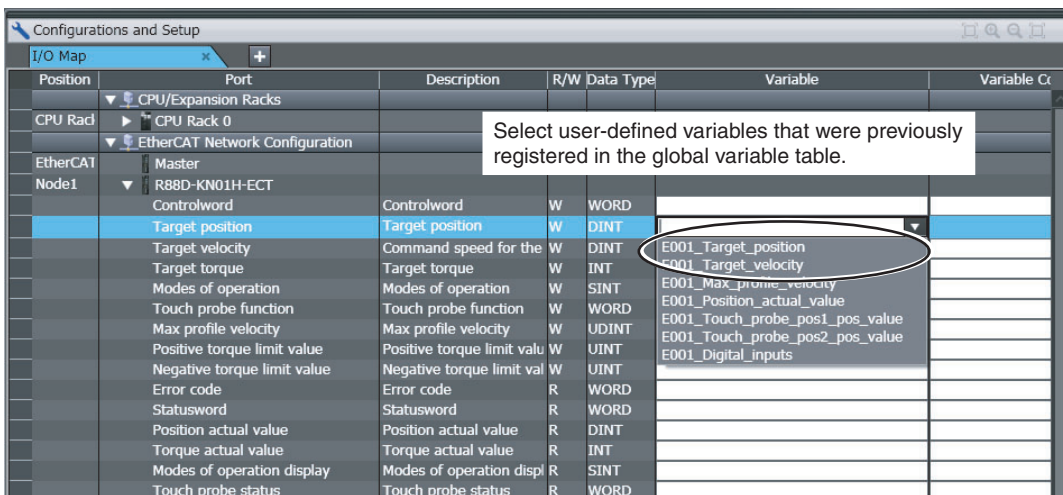 Configurations and Setup
I/O Map
Position Port Description R/W Data Type Variable Variable Co
CPU/Expansion Racks
CPU Rack CPU Rack 0
EtherCAT Network Configuration
Select user-defined variables that were previously
registered in the global variable table.
EtherCAT Master
Node1 R88D-KN01H-ECT
Controlword Controlword W WORD
Target position Target position W DINT
Target velocity Command speed for the W DINT E001_Target_position
Target torque Target torque W INT E001_Target_velocity
Modes of operation Modes of operation W SINT E001_Max_profile_velocity
Touch probe function Touch probe function W WORD E001_Position_actual_value
Max profile velocity Max profile velocity W UDINT E001_Touch_probe_pos1_pos_value
Positive torque limit value Positive torque limit valu W UINT E001_Touch_probe_pos2_pos_value
Negative torque limit value Negative torque limit val W UINT E001_Digital_inputs
Error code Error code R WORD
Statusword Statusword R WORD
Position actual value Position actual value R DINT
Torque actual value Torque actual value R INT
Modes of operation display Modes of operation displ R SINT
Touch probe status Touch probe status R WORD